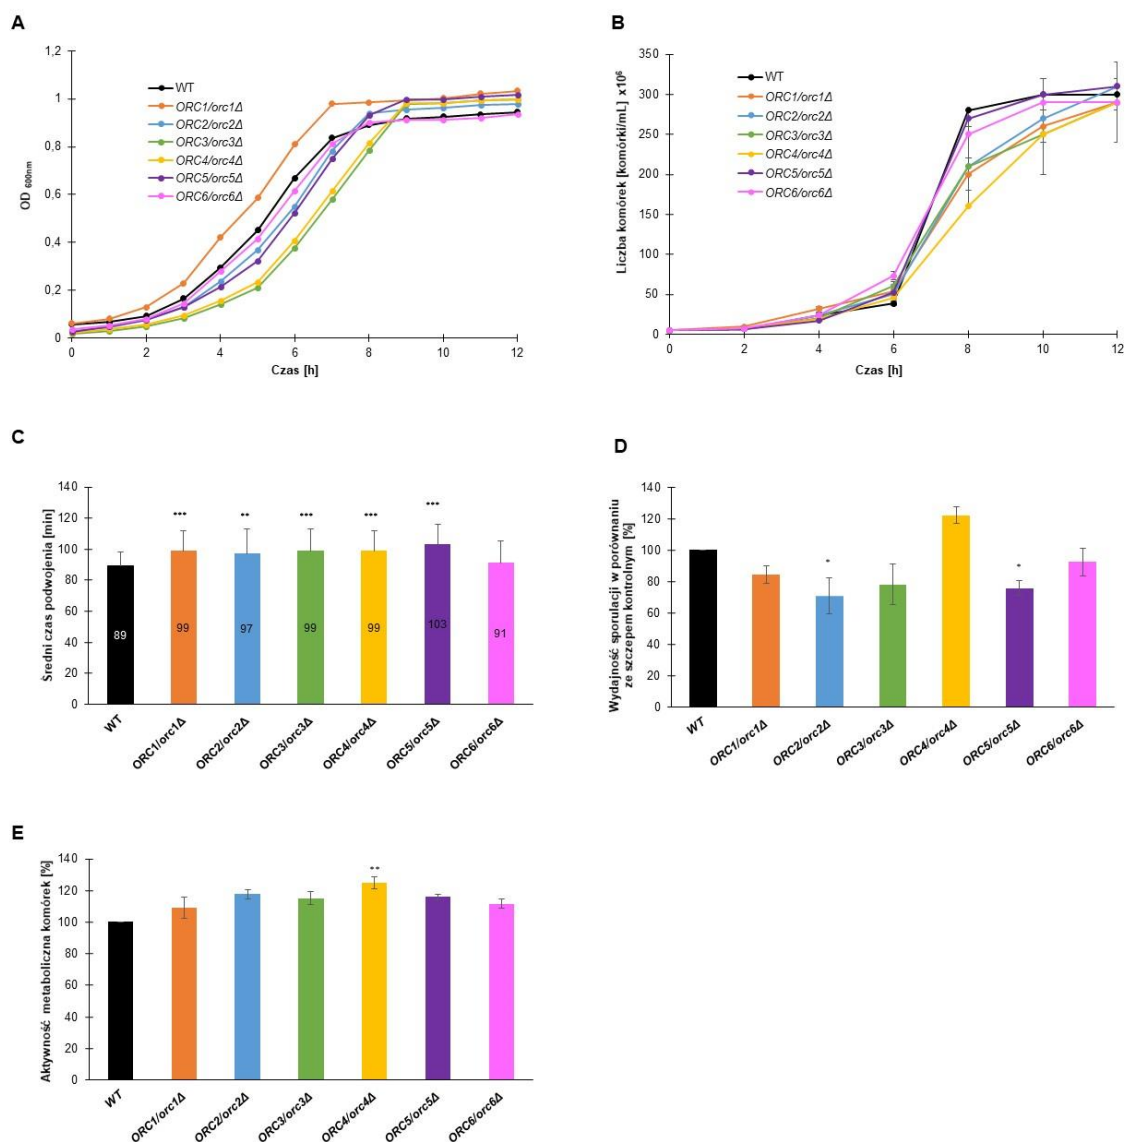 A
1,2
1
0,8
0,6
0,4
0,2
0
OD 600nm
WT
ORC1/orc1Δ
ORC2/orc2Δ
ORC3/orc3Δ
ORC4/orc4Δ
ORC5/orc5Δ
ORC6/orc6Δ
0 2 4 6 8 10 12
Czas [h]
B
350
300
250
200
150
100
50
0
Liczba komórek [komórki/mL] x10⁶
WT
ORC1/orc1Δ
ORC2/orc2Δ
ORC3/orc3Δ
ORC4/orc4Δ
ORC5/orc5Δ
ORC6/orc6Δ
0 2 4 6 8 10 12
Czas [h]
C
140
120
100
80
60
40
20
0
Średni czas podwojenia [min]
*** ** *** *** ***
89 99 97 99 99 103 91
WT
ORC1/orc1Δ
ORC2/orc2Δ
ORC3/orc3Δ
ORC4/orc4Δ
ORC5/orc5Δ
ORC6/orc6Δ
D
140
120
100
80
60
40
20
0
Wydajność sporulacji w porównaniu
ze szczepem kontrolnym [%]
* *
WT
ORC1/orc1Δ
ORC2/orc2Δ
ORC3/orc3Δ
ORC4/orc4Δ
ORC5/orc5Δ
ORC6/orc6Δ
E
140
120
100
80
60
40
20
0
Aktywność metaboliczna komórek [%]
**
WT
ORC1/orc1Δ
ORC2/orc2Δ
ORC3/orc3Δ
ORC4/orc4Δ
ORC5/orc5Δ
ORC6/orc6Δ